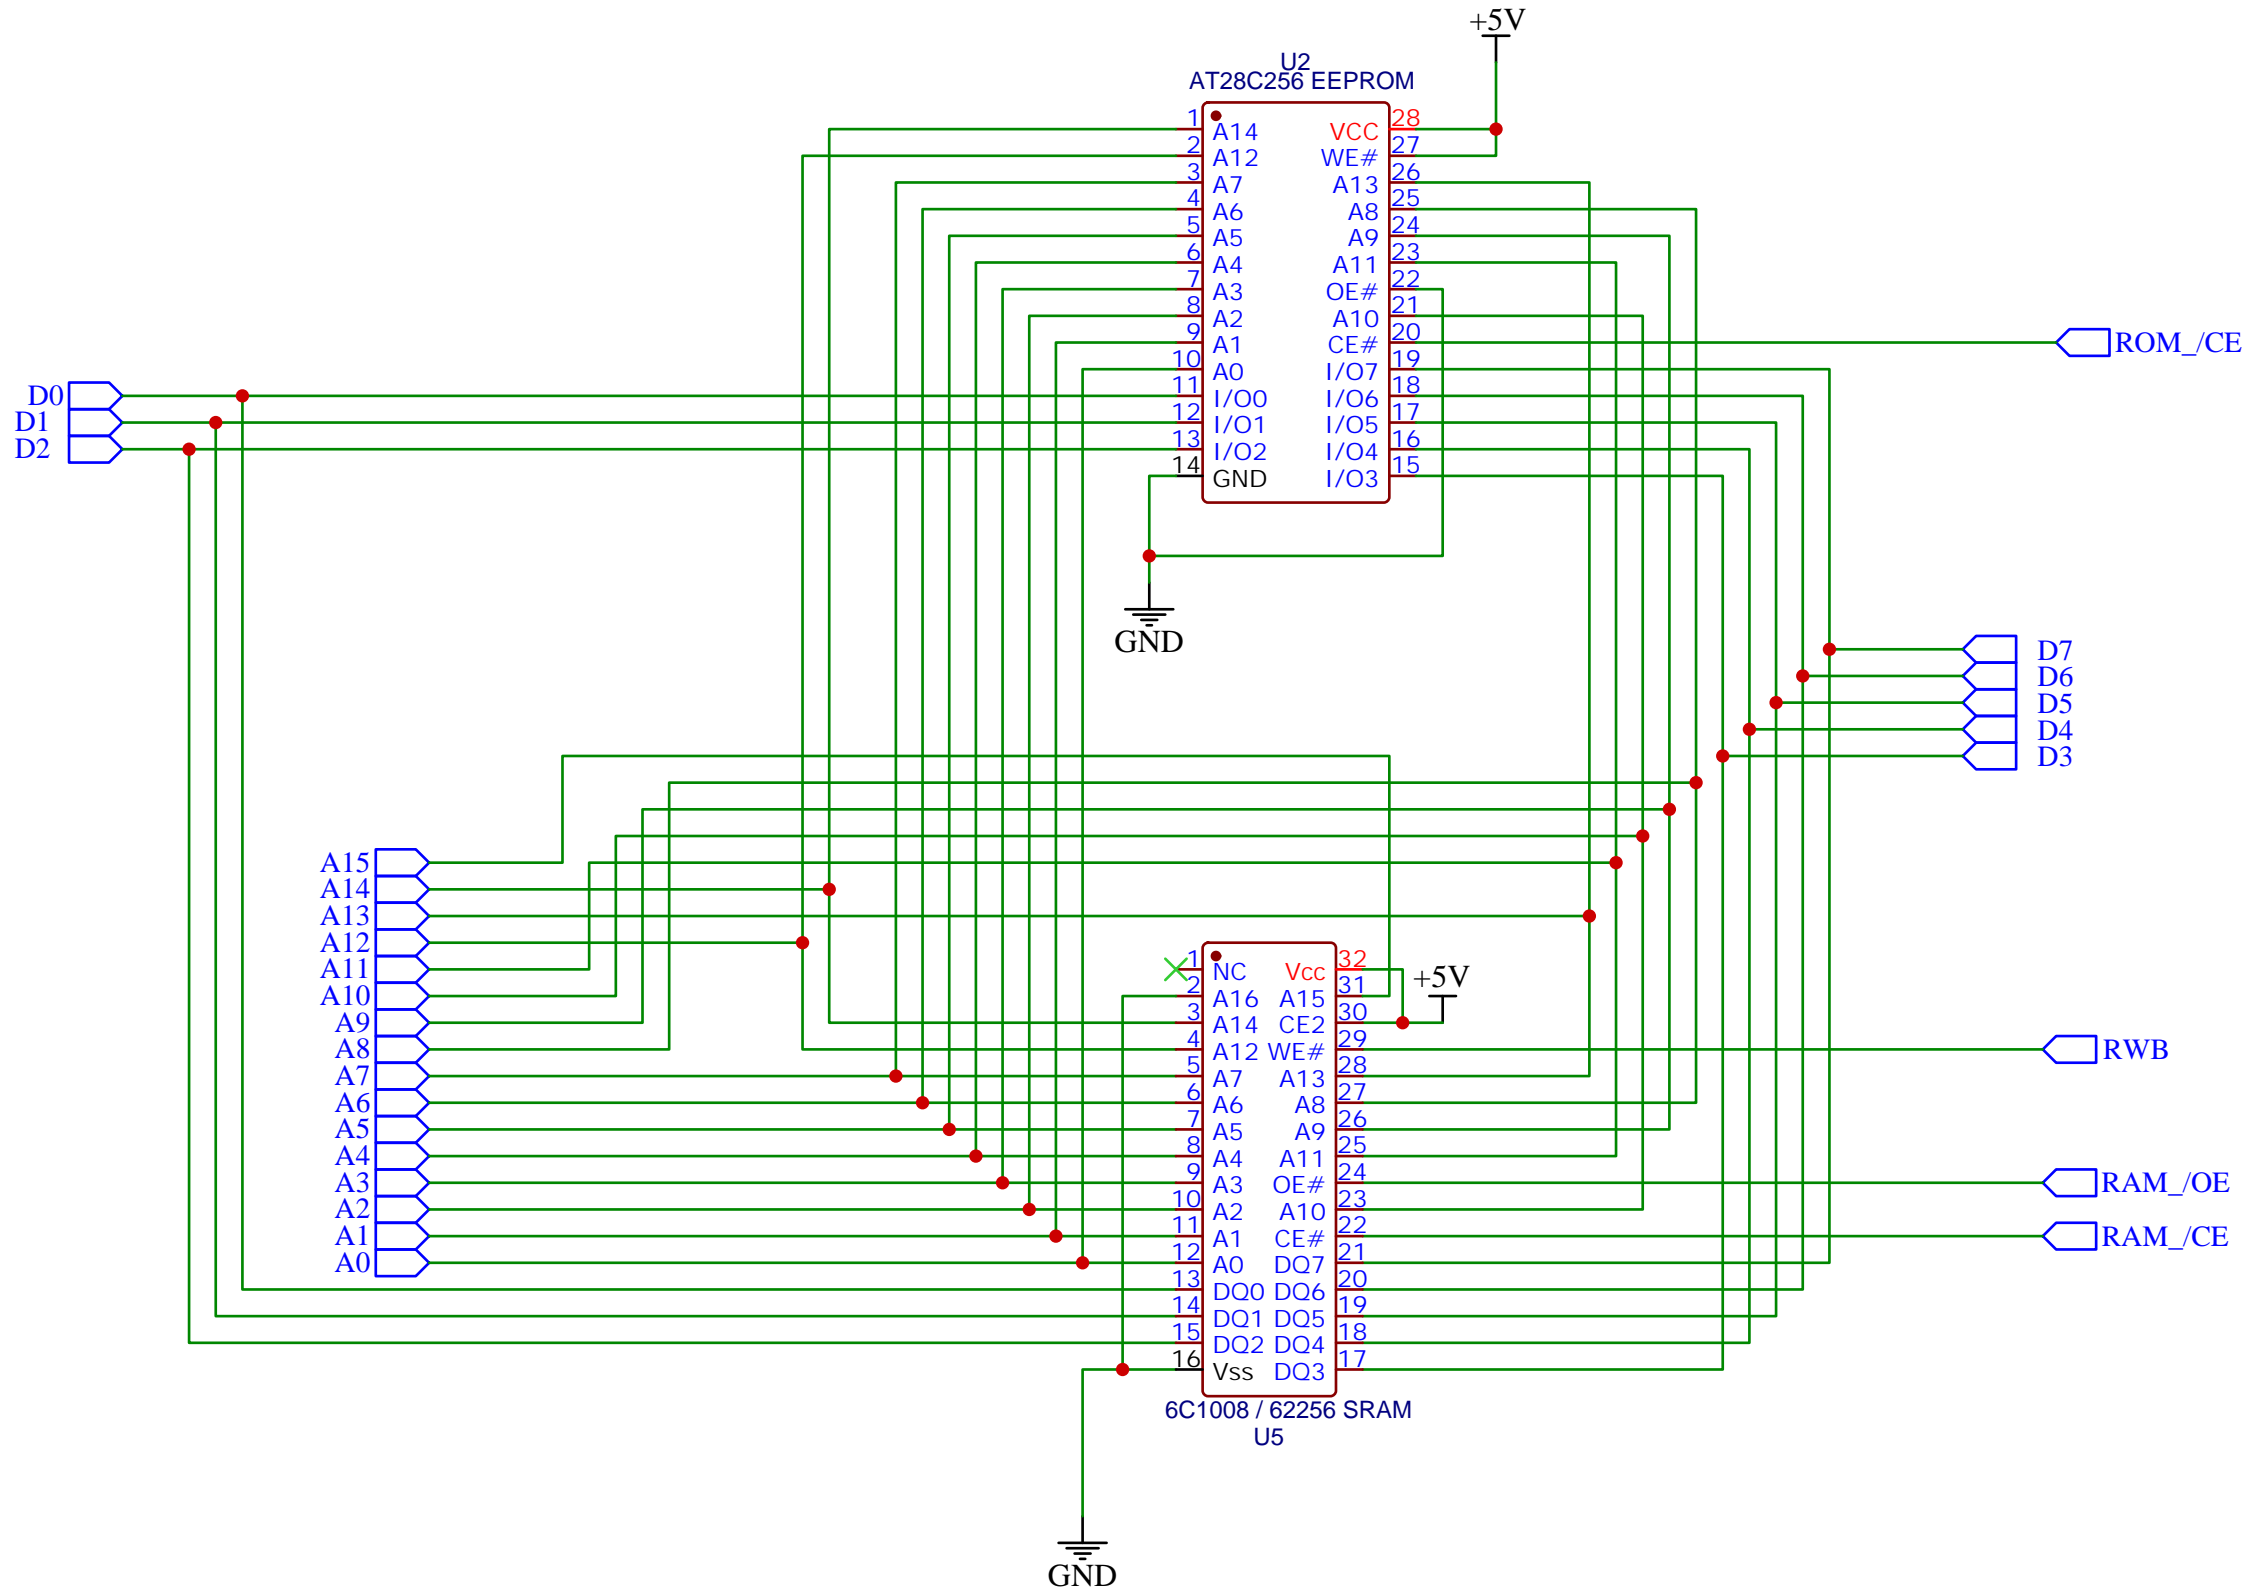 +5V
U2
AT28C256 EEPROM
1 A14 VCC 28
2 A12 WE# 27
3 A7 A13 26
4 A6 A8 25
5 A5 A9 24
6 A4 A11 23
7 A3 OE# 22
8 A2 A10 21
9 A1 CE# 20
ROM_/CE
10 A0 I/O7 19
11 I/O0 I/O6 18
12 I/O1 I/O5 17
13 I/O2 I/O4 16
14 GND I/O3 15
D0
D1
D2
GND
D7
D6
D5
D4
D3
A15
A14
A13
A12
A11
A10
A9
A8
A7
A6
A5
A4
A3
A2
A1
A0
1 NC Vcc 32
+5V
2 A16 A15 31
3 A14 CE2 30
4 A12 WE# 29
5 A7 A13 28
6 A6 A8 27
7 A5 A9 26
8 A4 A11 25
9 A3 OE# 24
10 A2 A10 23
11 A1 CE# 22
12 A0 DQ7 21
13 DQ0 DQ6 20
14 DQ1 DQ5 19
15 DQ2 DQ4 18
16 Vss DQ3 17
RWB
RAM_/OE
RAM_/CE
6C1008 / 62256 SRAM
U5
GND